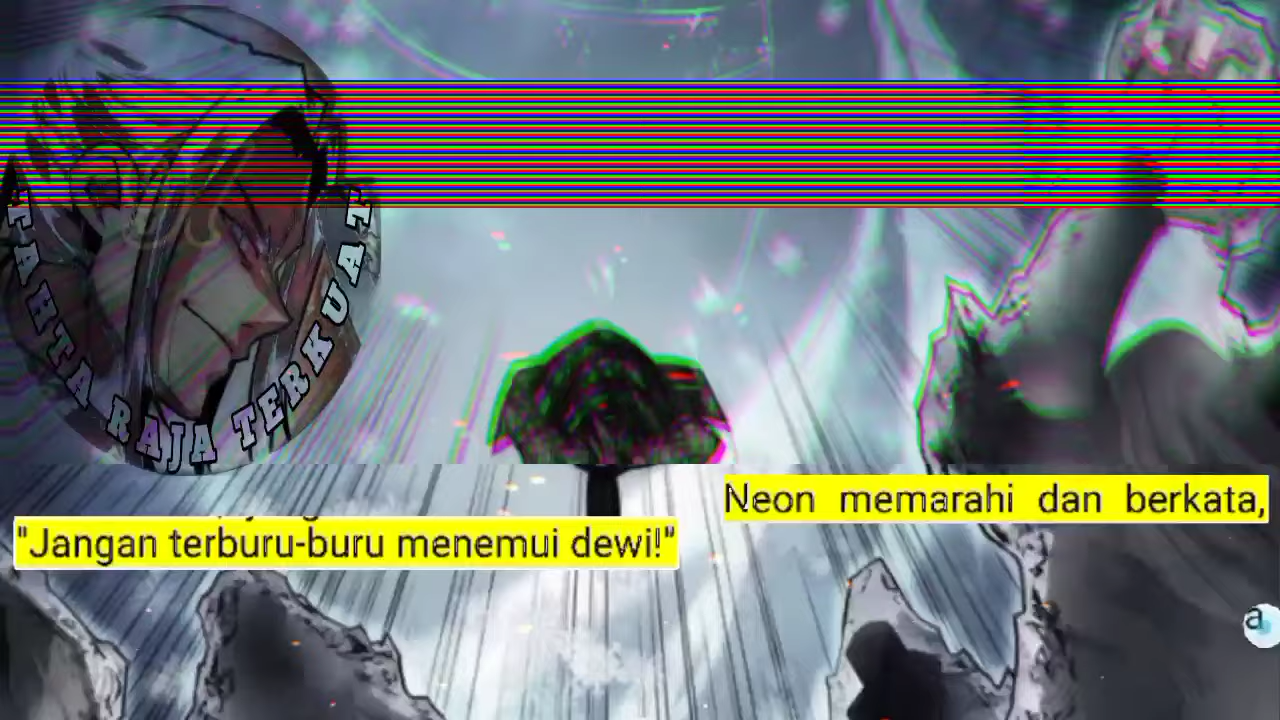 TAHTA RAJA TERKUAT
Neon memarahi dan berkata,
"Jangan terburu-buru menemui dewi!"
a